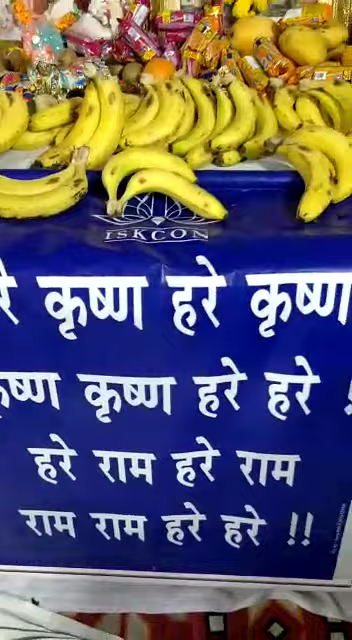 ISKCON
रे कृष्ण हरे कृष्ण
कृष्ण कृष्ण हरे हरे !
हरे राम हरे राम
राम राम हरे हरे !!